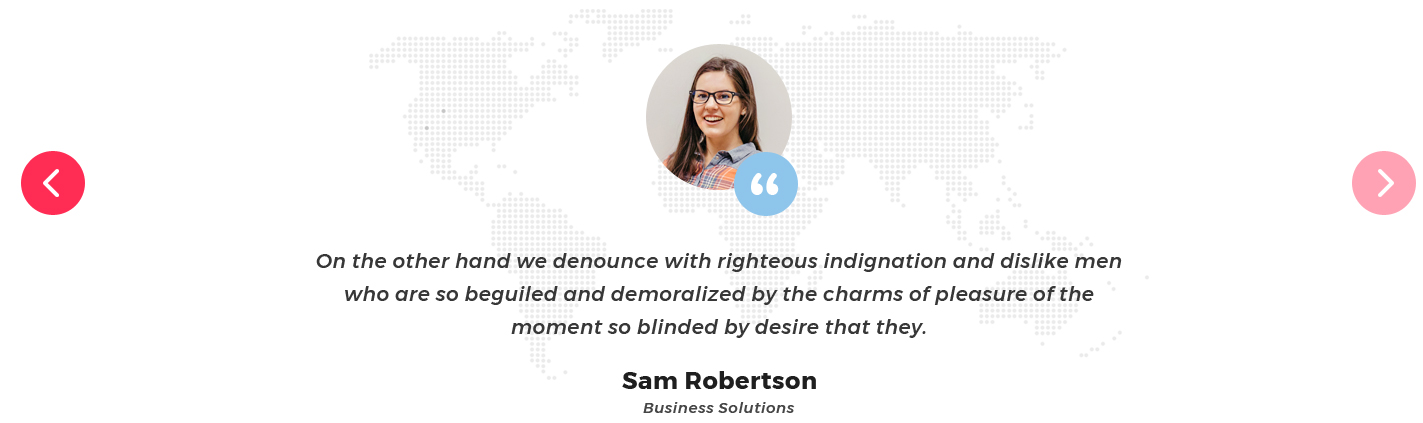 On the other hand we denounce with righteous indignation and dislike men
who are so beguiled and demoralized by the charms of pleasure of the
moment so blinded by desire that they.
Sam Robertson
Business Solutions